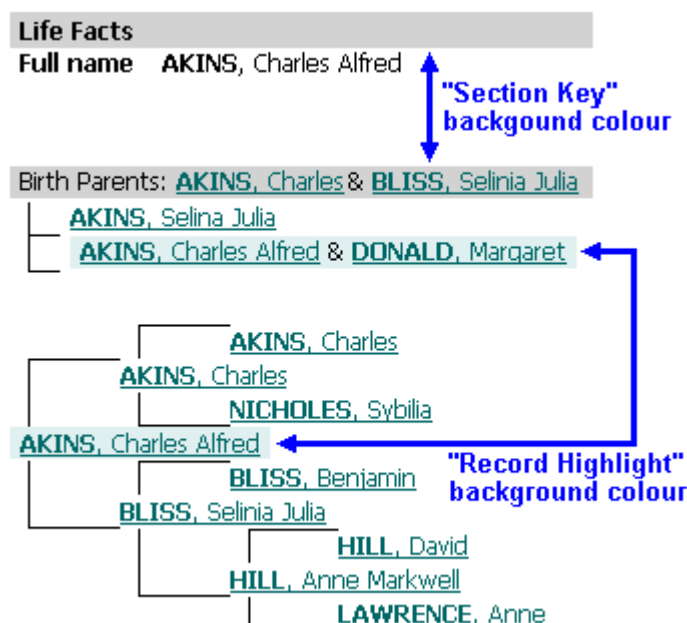 Life Facts
Full name AKINS, Charles Alfred
"Section Key"
backgound colour
Birth Parents: AKINS, Charles & BLISS, Selinia Julia
AKINS, Selina Julia
AKINS, Charles Alfred & DONALD, Margaret
AKINS, Charles
AKINS, Charles
NICHOLES, Sybilia
AKINS, Charles Alfred
"Record Highlight"
background colour
BLISS, Benjamin
BLISS, Selinia Julia
HILL, David
HILL, Anne Markwell
LAWRENCE, Anne